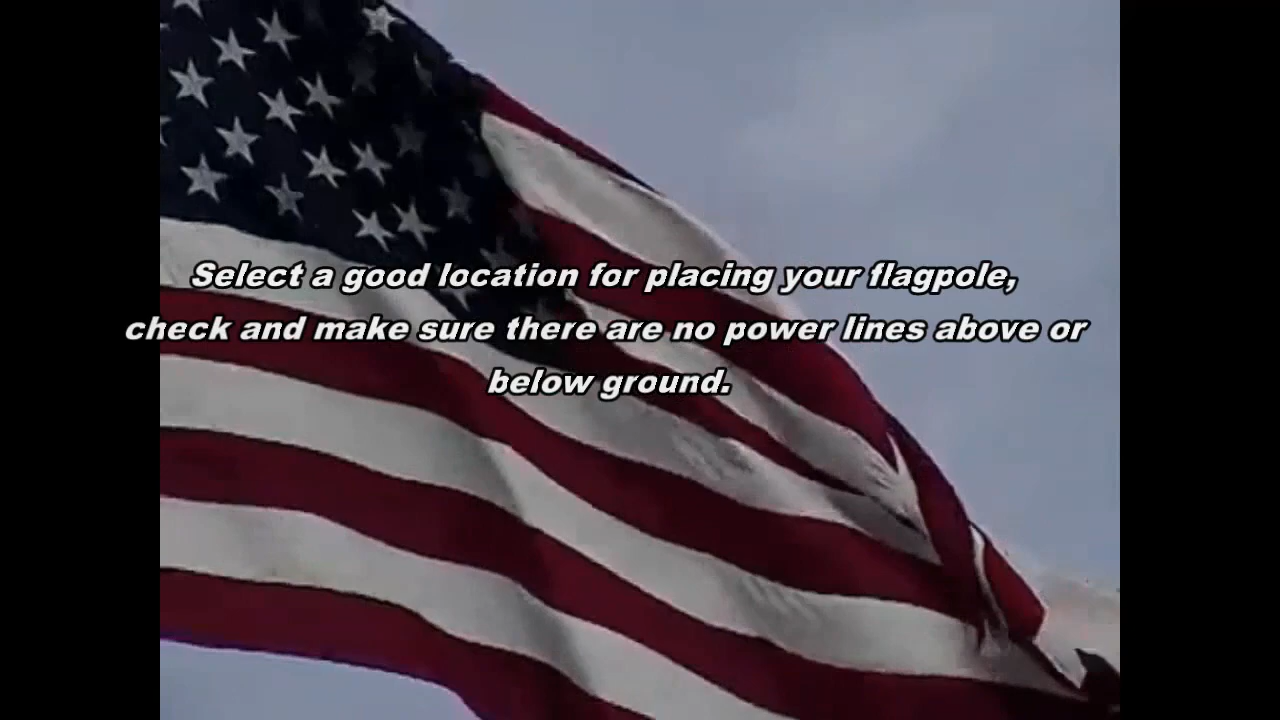 Select a good location for placing your flagpole,
check and make sure there are no power lines above or
below ground.